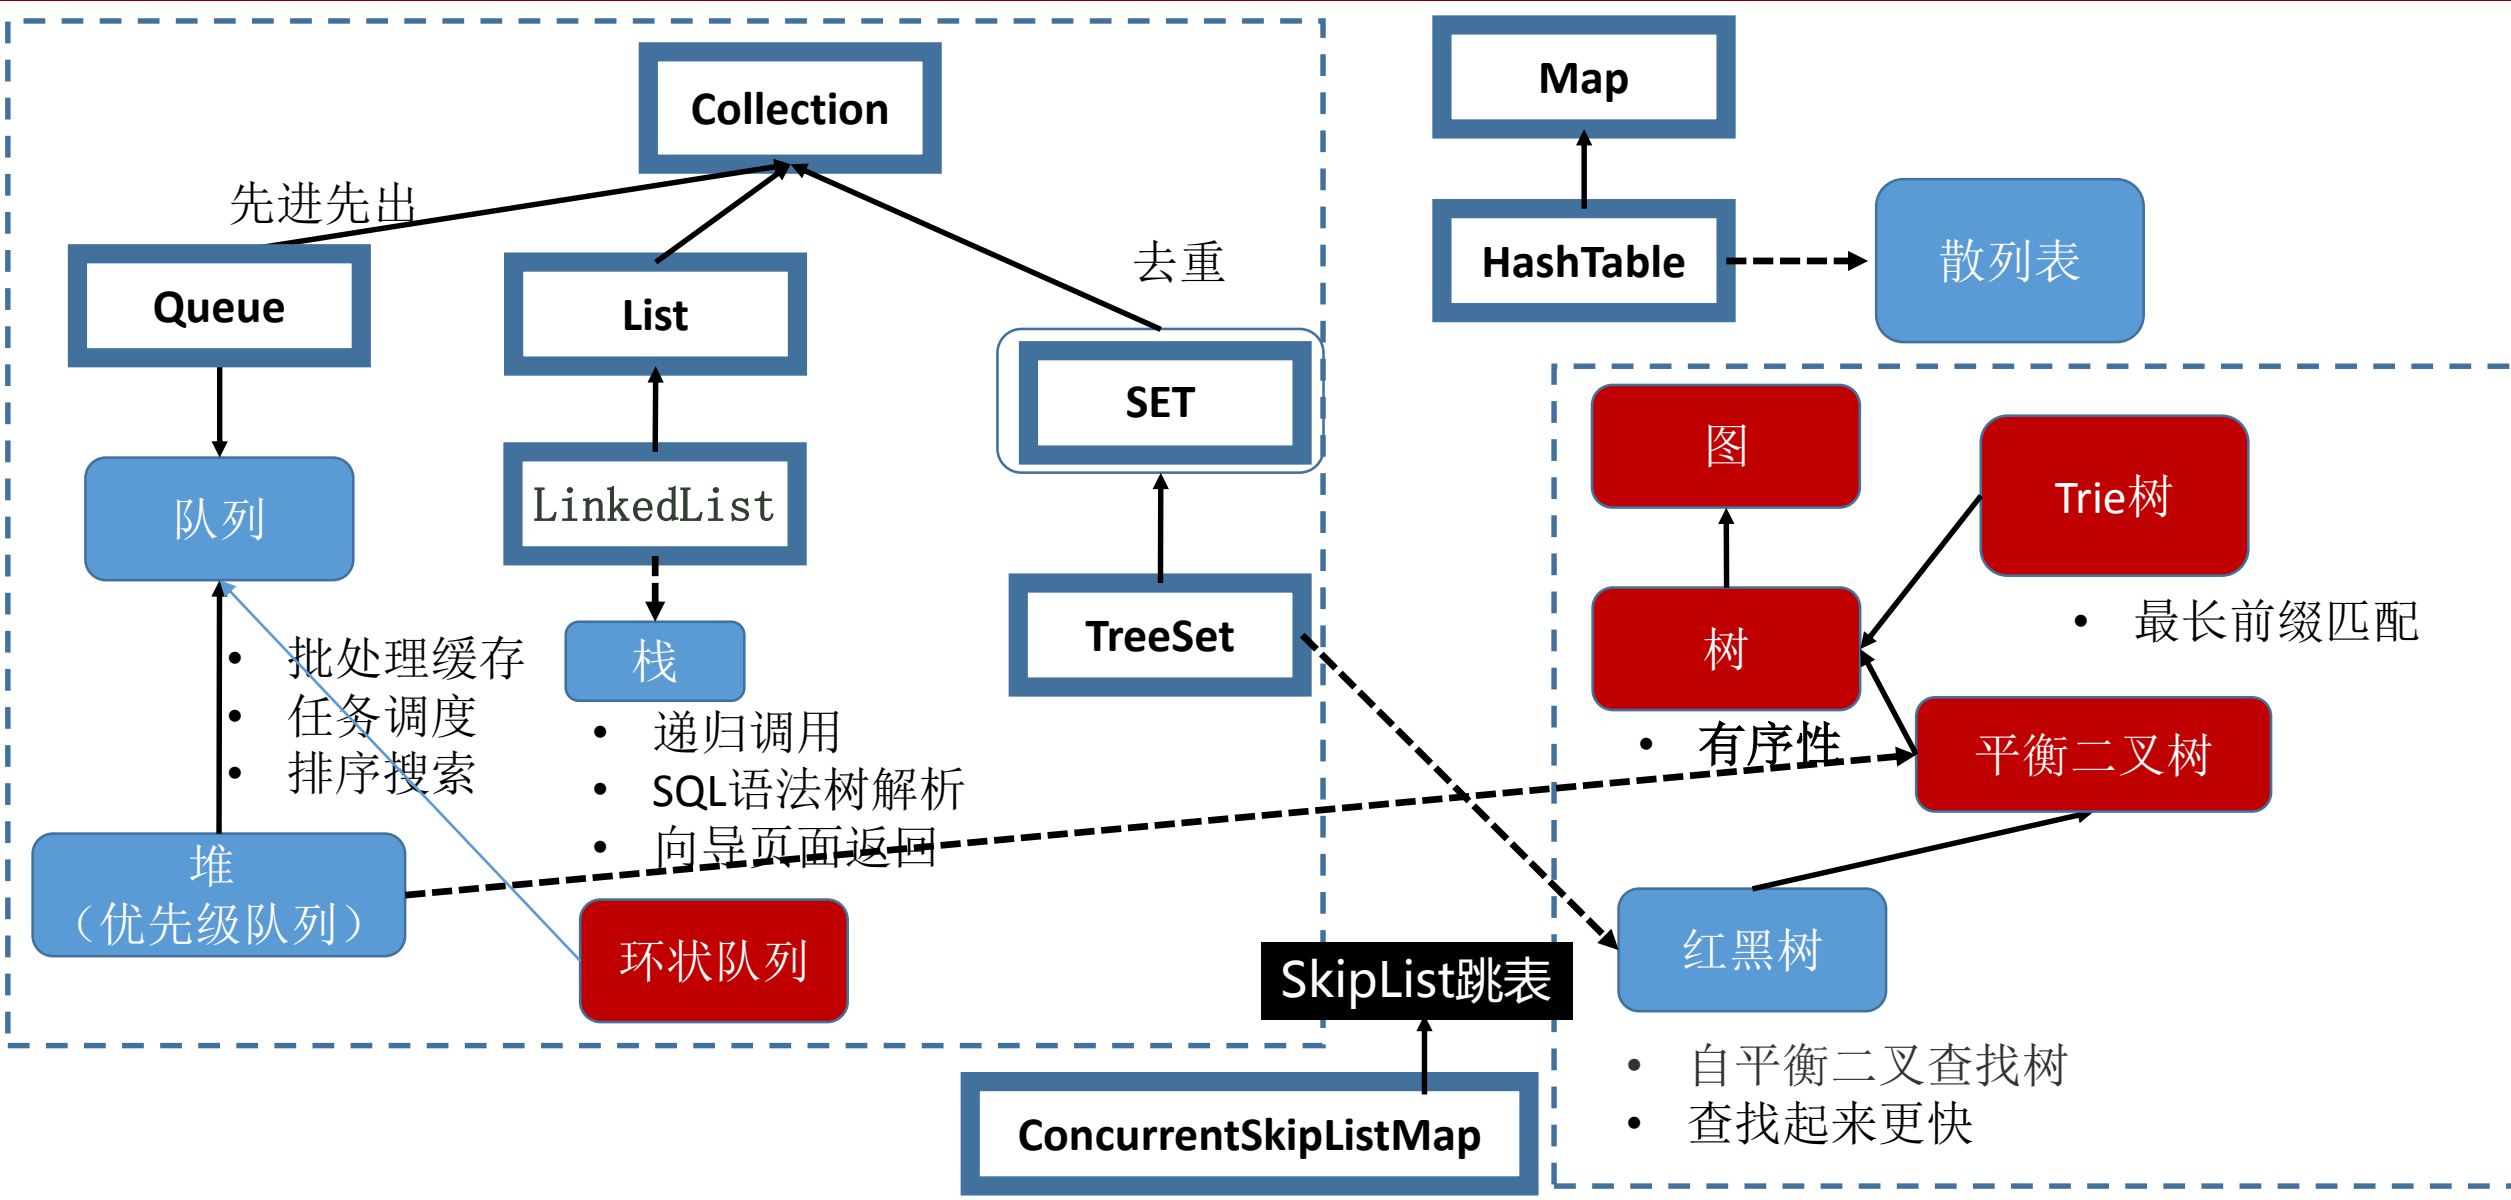 Collection
Map
先进先出
去重
Queue
List
SET
HashTable
散列表
队列
LinkedList
TreeSet
图
Trie树
• 最长前缀匹配
树
• 有序性
平衡二叉树
• 批处理缓存
• 任务调度
• 排序搜索
栈
• 递归调用
• SQL语法树解析
• 向导页面返回
堆
（优先级队列）
环状队列
SkipList跳表
红黑树
• 自平衡二叉查找树
• 查找起来更快
ConcurrentSkipListMap